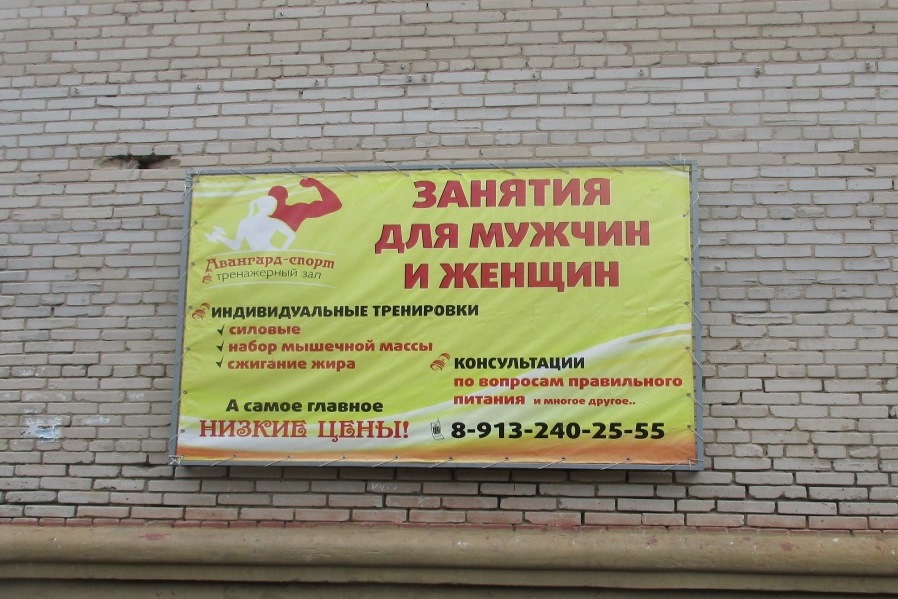 ЗАНЯТИЯ
ДЛЯ МУЖЧИН
И ЖЕНЩИН
Авангард-спорт
тренажерный зал
ИНДИВИДУАЛЬНЫЕ ТРЕНИРОВКИ
силовые
набор мышечной массы
сжигание жира
КОНСУЛЬТАЦИИ
по вопросам правильного
питания и многое другое..
А самое главное
НИЗКИЕ ЦЕНЫ!
8-913-240-25-55